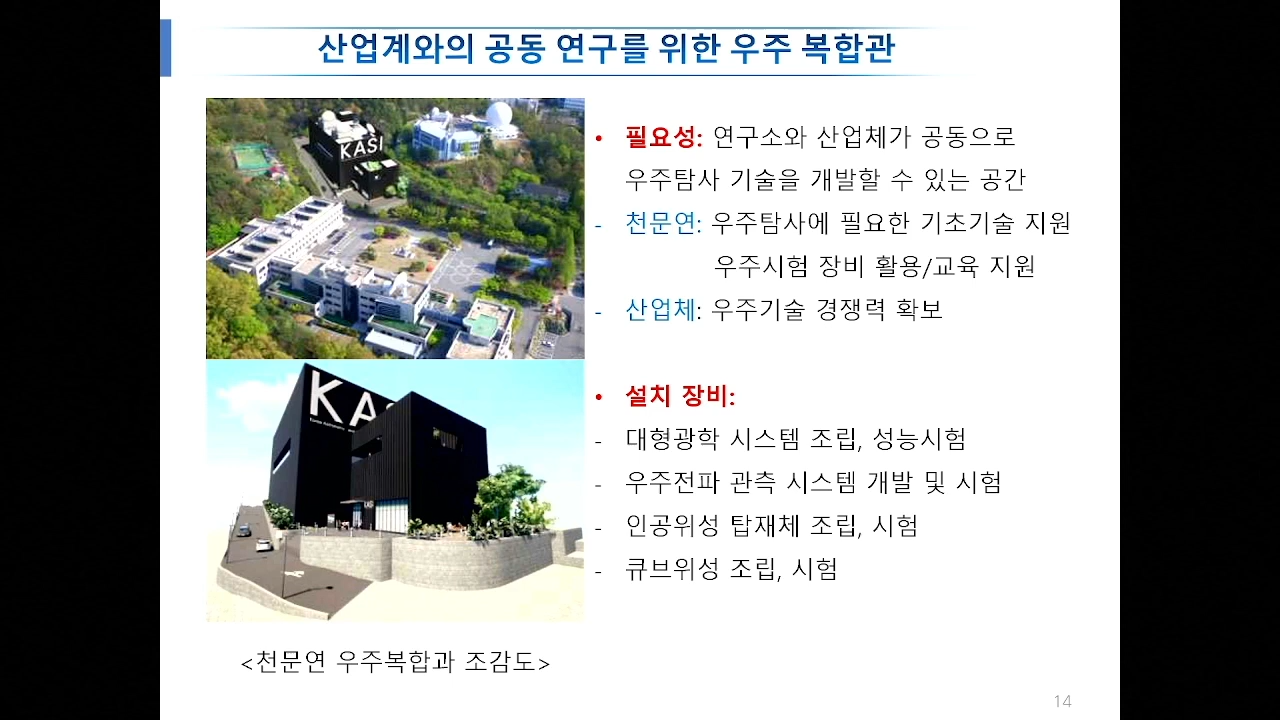 산업계와의 공동 연구를 위한 우주 복합관
KASI
• 필요성: 연구소와 산업체가 공동으로
우주탐사 기술을 개발할 수 있는 공간
- 천문연: 우주탐사에 필요한 기초기술 지원
우주시험 장비 활용/교육 지원
- 산업체: 우주기술 경쟁력 확보
KAS
KASI
• 설치 장비:
- 대형광학 시스템 조립, 성능시험
- 우주전파 관측 시스템 개발 및 시험
- 인공위성 탑재체 조립, 시험
- 큐브위성 조립, 시험
<천문연 우주복합과 조감도>
14